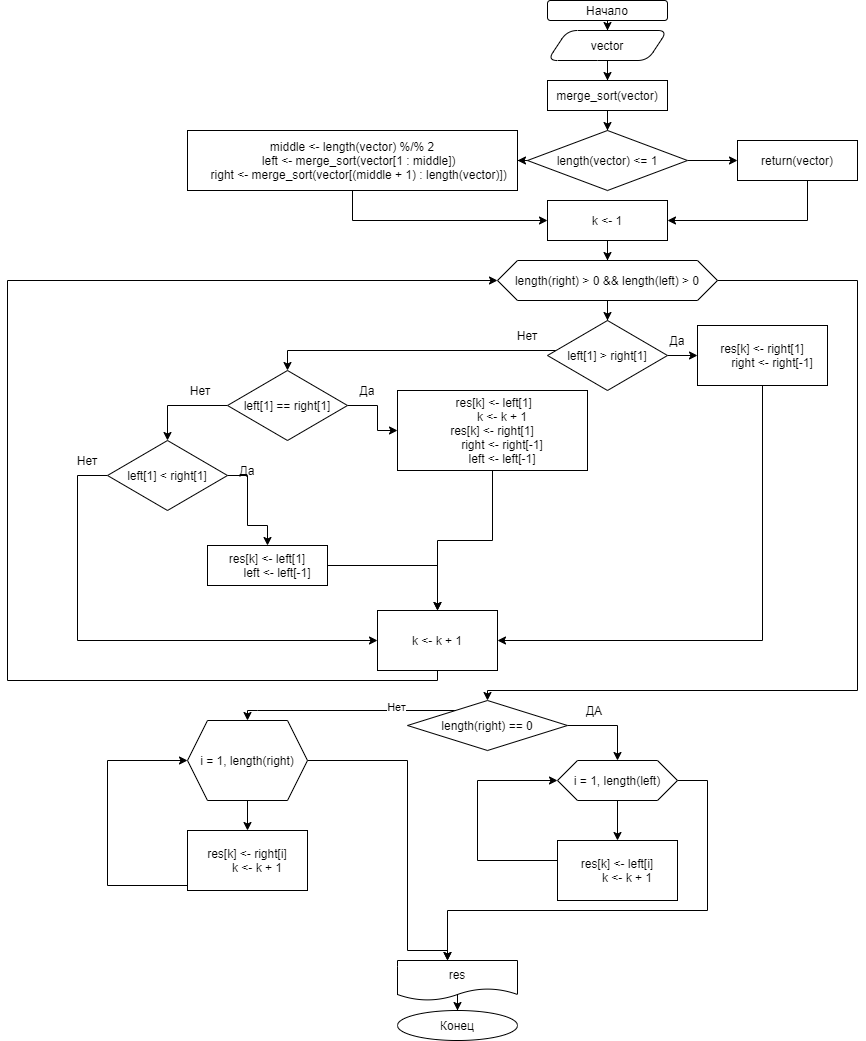 Начало
vector
merge_sort(vector)
length(vector) <= 1
middle <- length(vector) %/% 2
left <- merge_sort(vector[1 : middle])
right <- merge_sort(vector[(middle + 1) : length(vector)])
return(vector)
k <- 1
length(right) > 0 && length(left) > 0
left[1] > right[1]
Нет
Да
res[k] <- right[1]
right <- right[-1]
left[1] == right[1]
Нет
Да
res[k] <- left[1]
k <- k + 1
res[k] <- right[1]
right <- right[-1]
left <- left[-1]
left[1] < right[1]
Нет
Да
res[k] <- left[1]
left <- left[-1]
k <- k + 1
length(right) == 0
Нет
ДА
i = 1, length(right)
res[k] <- right[i]
k <- k + 1
i = 1, length(left)
res[k] <- left[i]
k <- k + 1
res
Конец